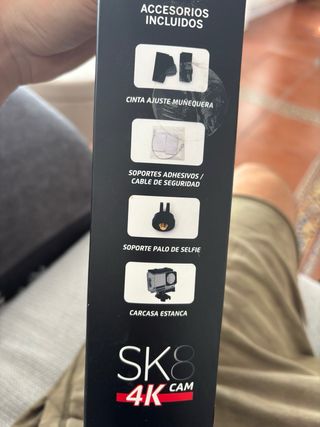 ACCESORIOS
INCLUIDOS
CINTA AJUSTE MUÑEQUERA
SOPORTES ADHESIVOS /
CABLE DE SEGURIDAD
SOPORTE PALO DE SELFIE
CARCASA ESTANCA
SK8
4K CAM